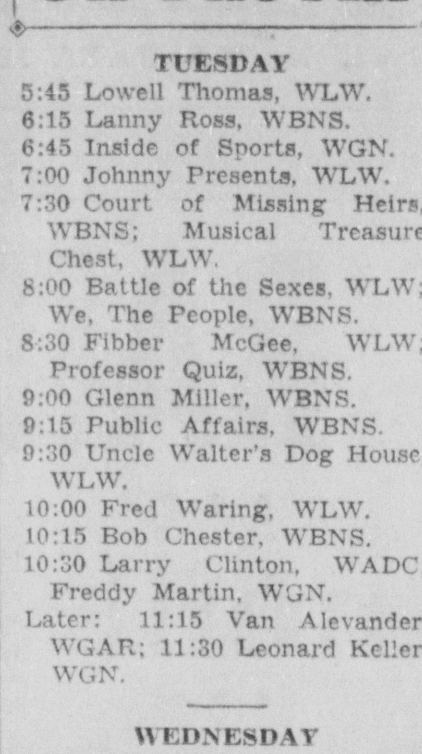 TUESDAY
5:45 Lowell Thomas, WLW.
6:15 Lanny Ross, WBNS.
6:45 Inside of Sports, WGN.
7:00 Johnny Presents, WLW.
7:30 Court of Missing Heirs,
WBNS; Musical Treasure
Chest, WLW.
8:00 Battle of the Sexes, WLW;
We, The People, WBNS.
8:30 Fibber McGee, WLW;
Professor Quiz, WBNS.
9:00 Glenn Miller, WBNS.
9:15 Public Affairs, WBNS.
9:30 Uncle Walter's Dog House
WLW.
10:00 Fred Waring, WLW.
10:15 Bob Chester, WBNS.
10:30 Larry Clinton, WADC
Freddy Martin, WGN.
Later: 11:15 Van Alevander
WGAR; 11:30 Leonard Keller
WGN.
WEDNESDAY